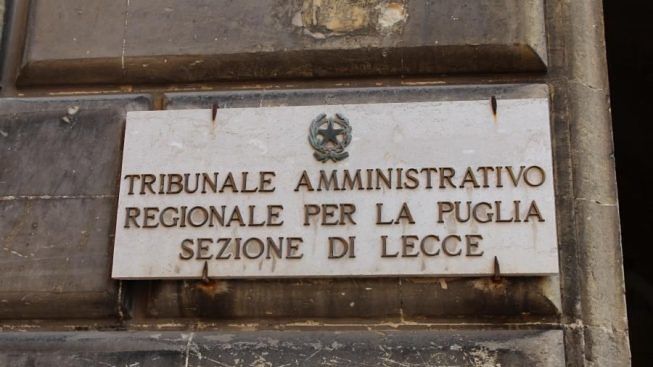 TRIBUNALE AMMINISTRATIVO
REGIONALE PER LA PUGLIA
SEZIONE DI LECCE